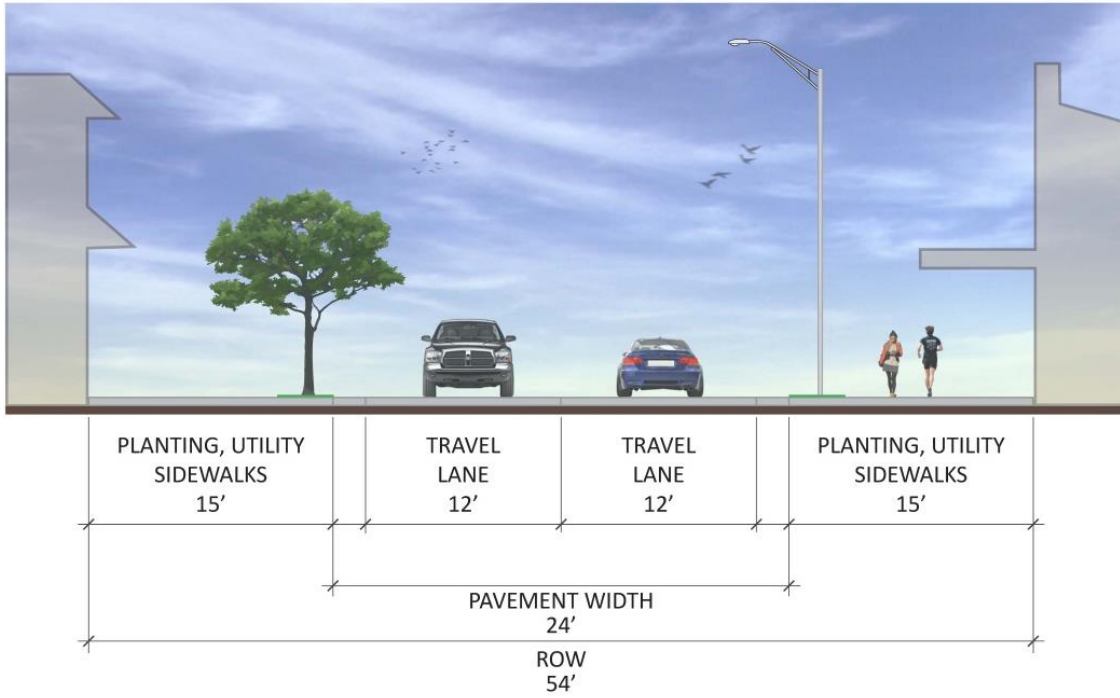 PLANTING, UTILITY
SIDEWALKS
15’
TRAVEL
LANE
12’
TRAVEL
LANE
12’
PLANTING, UTILITY
SIDEWALKS
15’
PAVEMENT WIDTH
24’
ROW
54’